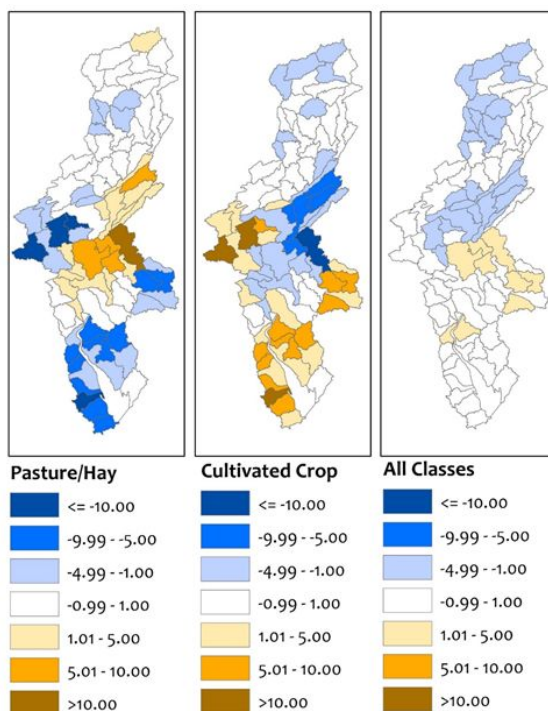 Pasture/Hay
<= -10.00
-9.99 - -5.00
-4.99 - -1.00
-0.99 - 1.00
1.01 - 5.00
5.01 - 10.00
>10.00
Cultivated Crop
<= -10.00
-9.99 - -5.00
-4.99 - -1.00
-0.99 - 1.00
1.01 - 5.00
5.01 - 10.00
>10.00
All Classes
<= -10.00
-9.99 - -5.00
-4.99 - -1.00
-0.99 - 1.00
1.01 - 5.00
5.01 - 10.00
>10.00